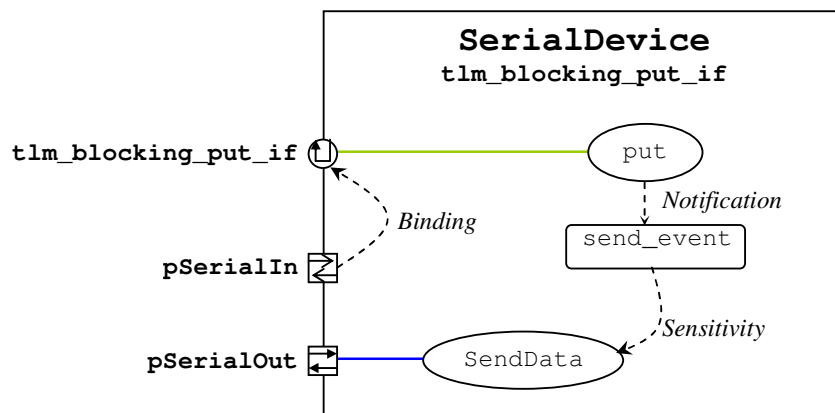 SerialDevice
tlm_blocking_put_if
tlm_blocking_put_if
put
Notification
Binding
send_event
pSerialIn
Sensitivity
pSerialOut
SendData